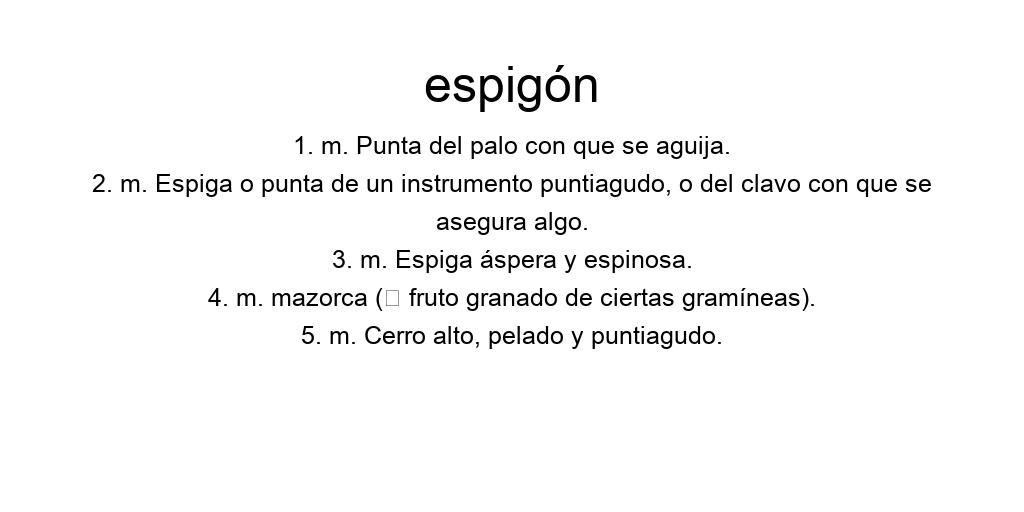 espigón
1. m. Punta del palo con que se aguija.
2. m. Espiga o punta de un instrumento puntiagudo, o del clavo con que se
asegura algo.
3. m. Espiga áspera y espinosa.
4. m. mazorca (▯ fruto granado de ciertas gramíneas).
5. m. Cerro alto, pelado y puntiagudo.